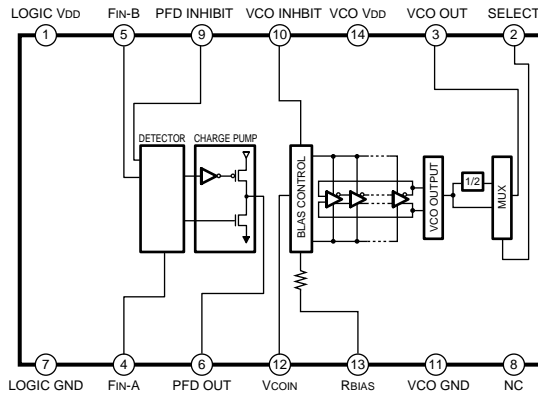 LOGIC VDD
FIN-B
PFD INHIBIT
VCO INHBIT
VCO VDD
VCO OUT
SELECT
1
5
9
10
14
3
2
DETECTOR
CHARGE PUMP
BLAS CONTROL
VCO OUTPUT
1/2
MUX
7
4
6
12
13
11
8
LOGIC GND
FIN-A
PFD OUT
VCOIN
RBIAS
VCO GND
NC